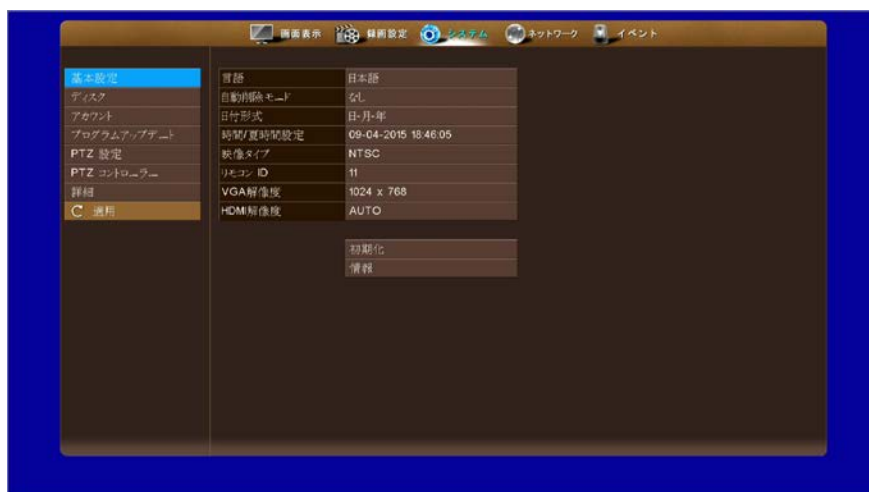 画面表示 録画設定 システム ネットワーク イベント
基本設定
ディスク
アカウント
プログラムアップデート
PTZ 設定
PTZ コントローラー
詳細
適用
言語 日本語
自動削除モード なし
日付形式 日-月-年
時間/夏時間設定 09-04-2015 18:46:05
映像タイプ NTSC
リモコン ID 11
VGA解像度 1024 x 768
HDMI解像度 AUTO
初期化
情報